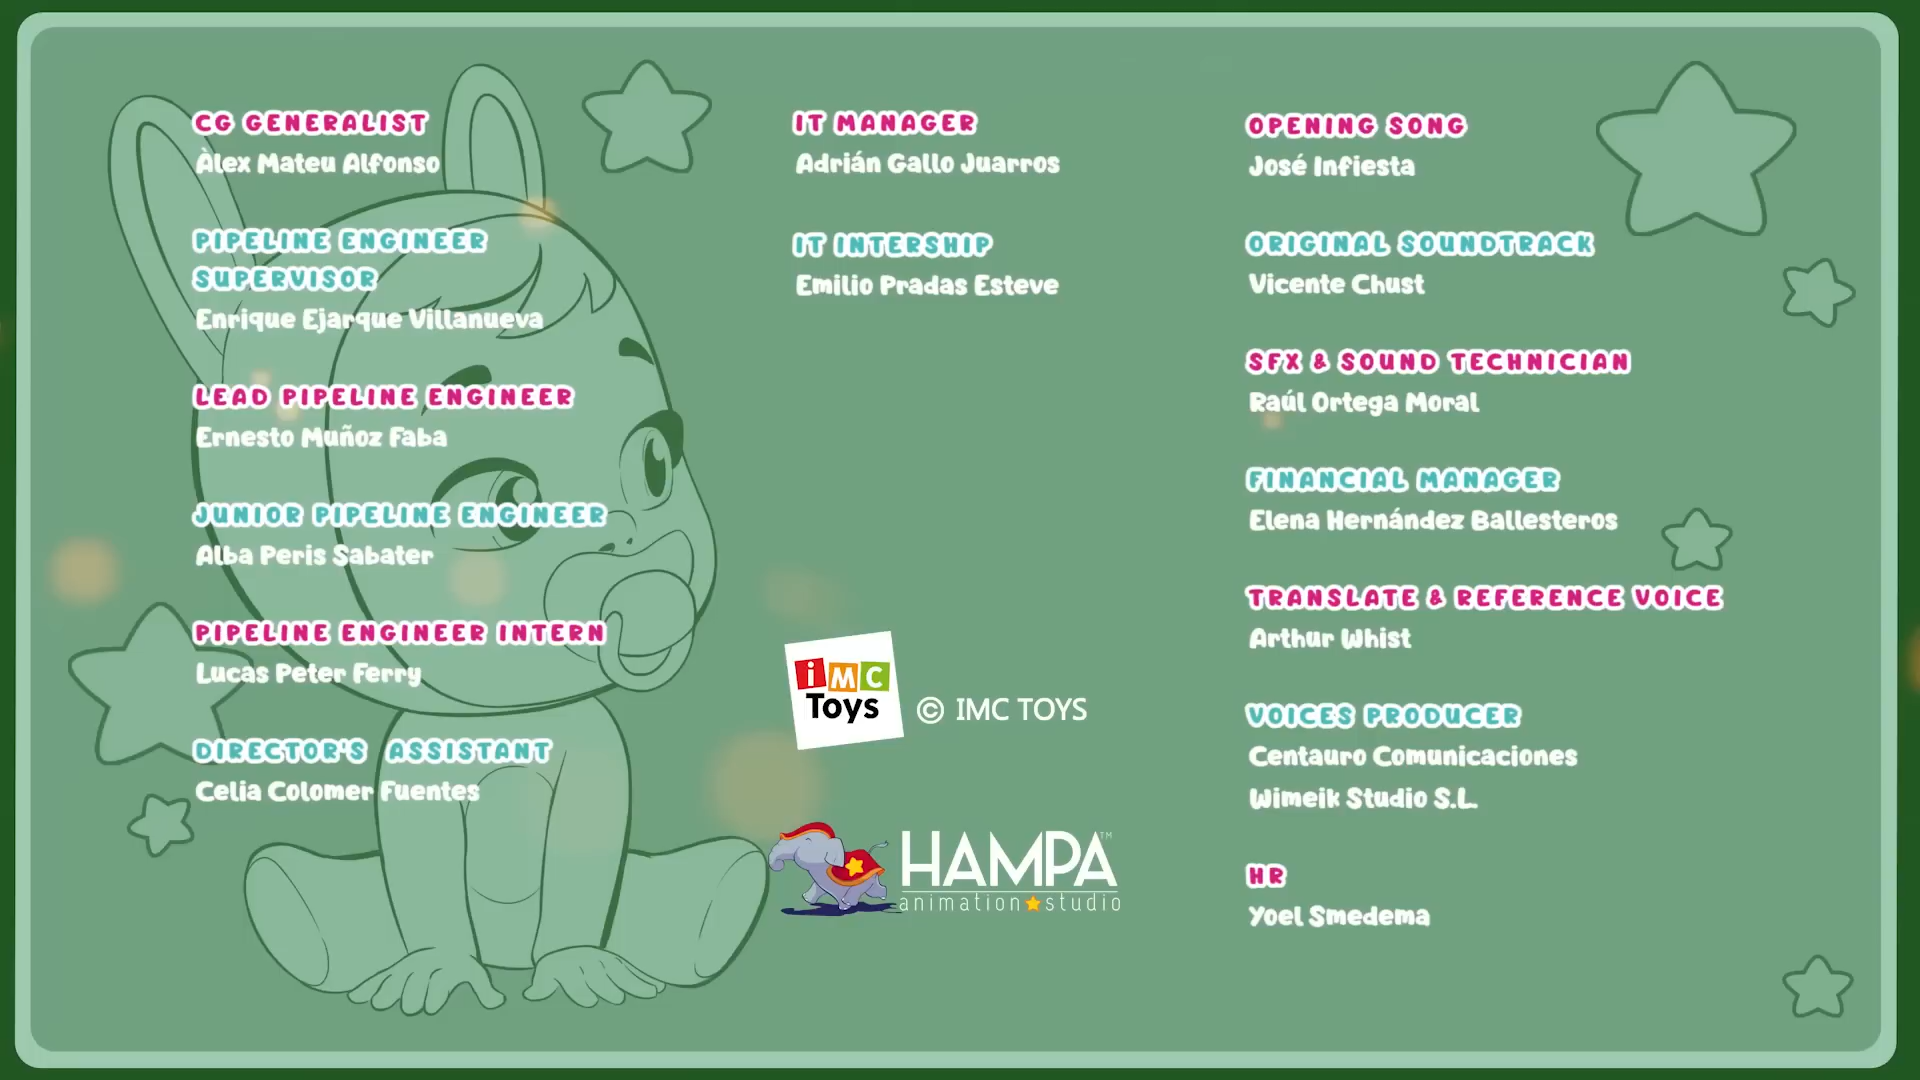 CG GENERALIST
Àlex Mateu Alfonso
PIPELINE ENGINEER
SUPERVISOR
Enrique Ejarque Villanueva
LEAD PIPELINE ENGINEER
Ernesto Muñoz Faba
JUNIOR PIPELINE ENGINEER
Alba Peris Sabater
PIPELINE ENGINEER INTERN
Lucas Peter Ferry
DIRECTOR'S ASSISTANT
Celia Colomer Fuentes
IT MANAGER
Adrián Gallo Juarros
IT INTERSHIP
Emilio Pradas Esteve
iMC
Toys
© IMC TOYS
HAMPA™
animation studio
OPENING SONG
José Infiesta
ORIGINAL SOUNDTRACK
Vicente Chust
SFX & SOUND TECHNICIAN
Raúl Ortega Moral
FINANCIAL MANAGER
Elena Hernández Ballesteros
TRANSLATE & REFERENCE VOICE
Arthur Whist
VOICES PRODUCER
Centauro Comunicaciones
Wimeik Studio S.L.
HR
Yoel Smedema